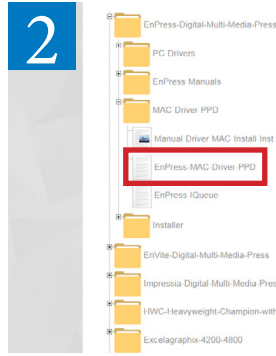 2
EnPress-Digital-Multi-Media-Press
PC Drivers
EnPress Manuals
MAC Driver PPD
Manual Driver MAC Install Inst
EnPress-MAC-Driver-PPD
EnPress IQueue
Installer
EnVite-Digital-Multi-Media-Press
Impressia-Digital-Multi-Media-Pres
HWC-Heavyweight-Champion-with
Excelagraphix-4200-4800